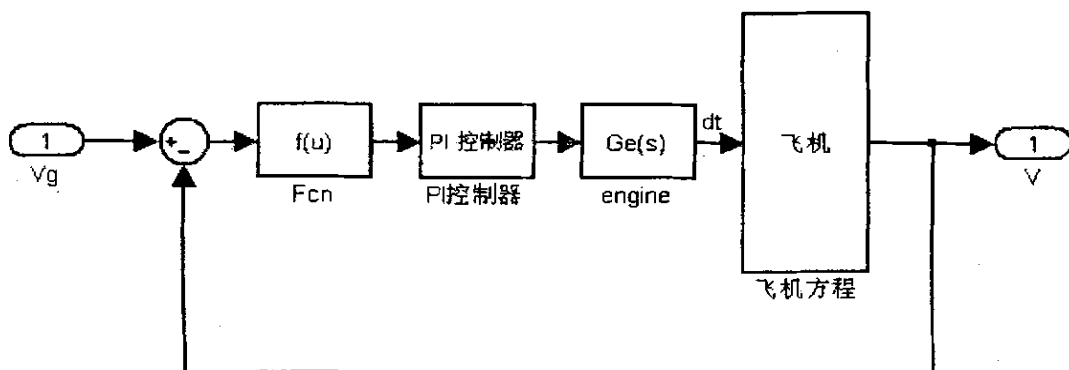 1
Vg
+
−
f(u)
Fcn
PI 控制器
PI控制器
Ge(s)
engine
dt
飞机
飞机方程
1
V